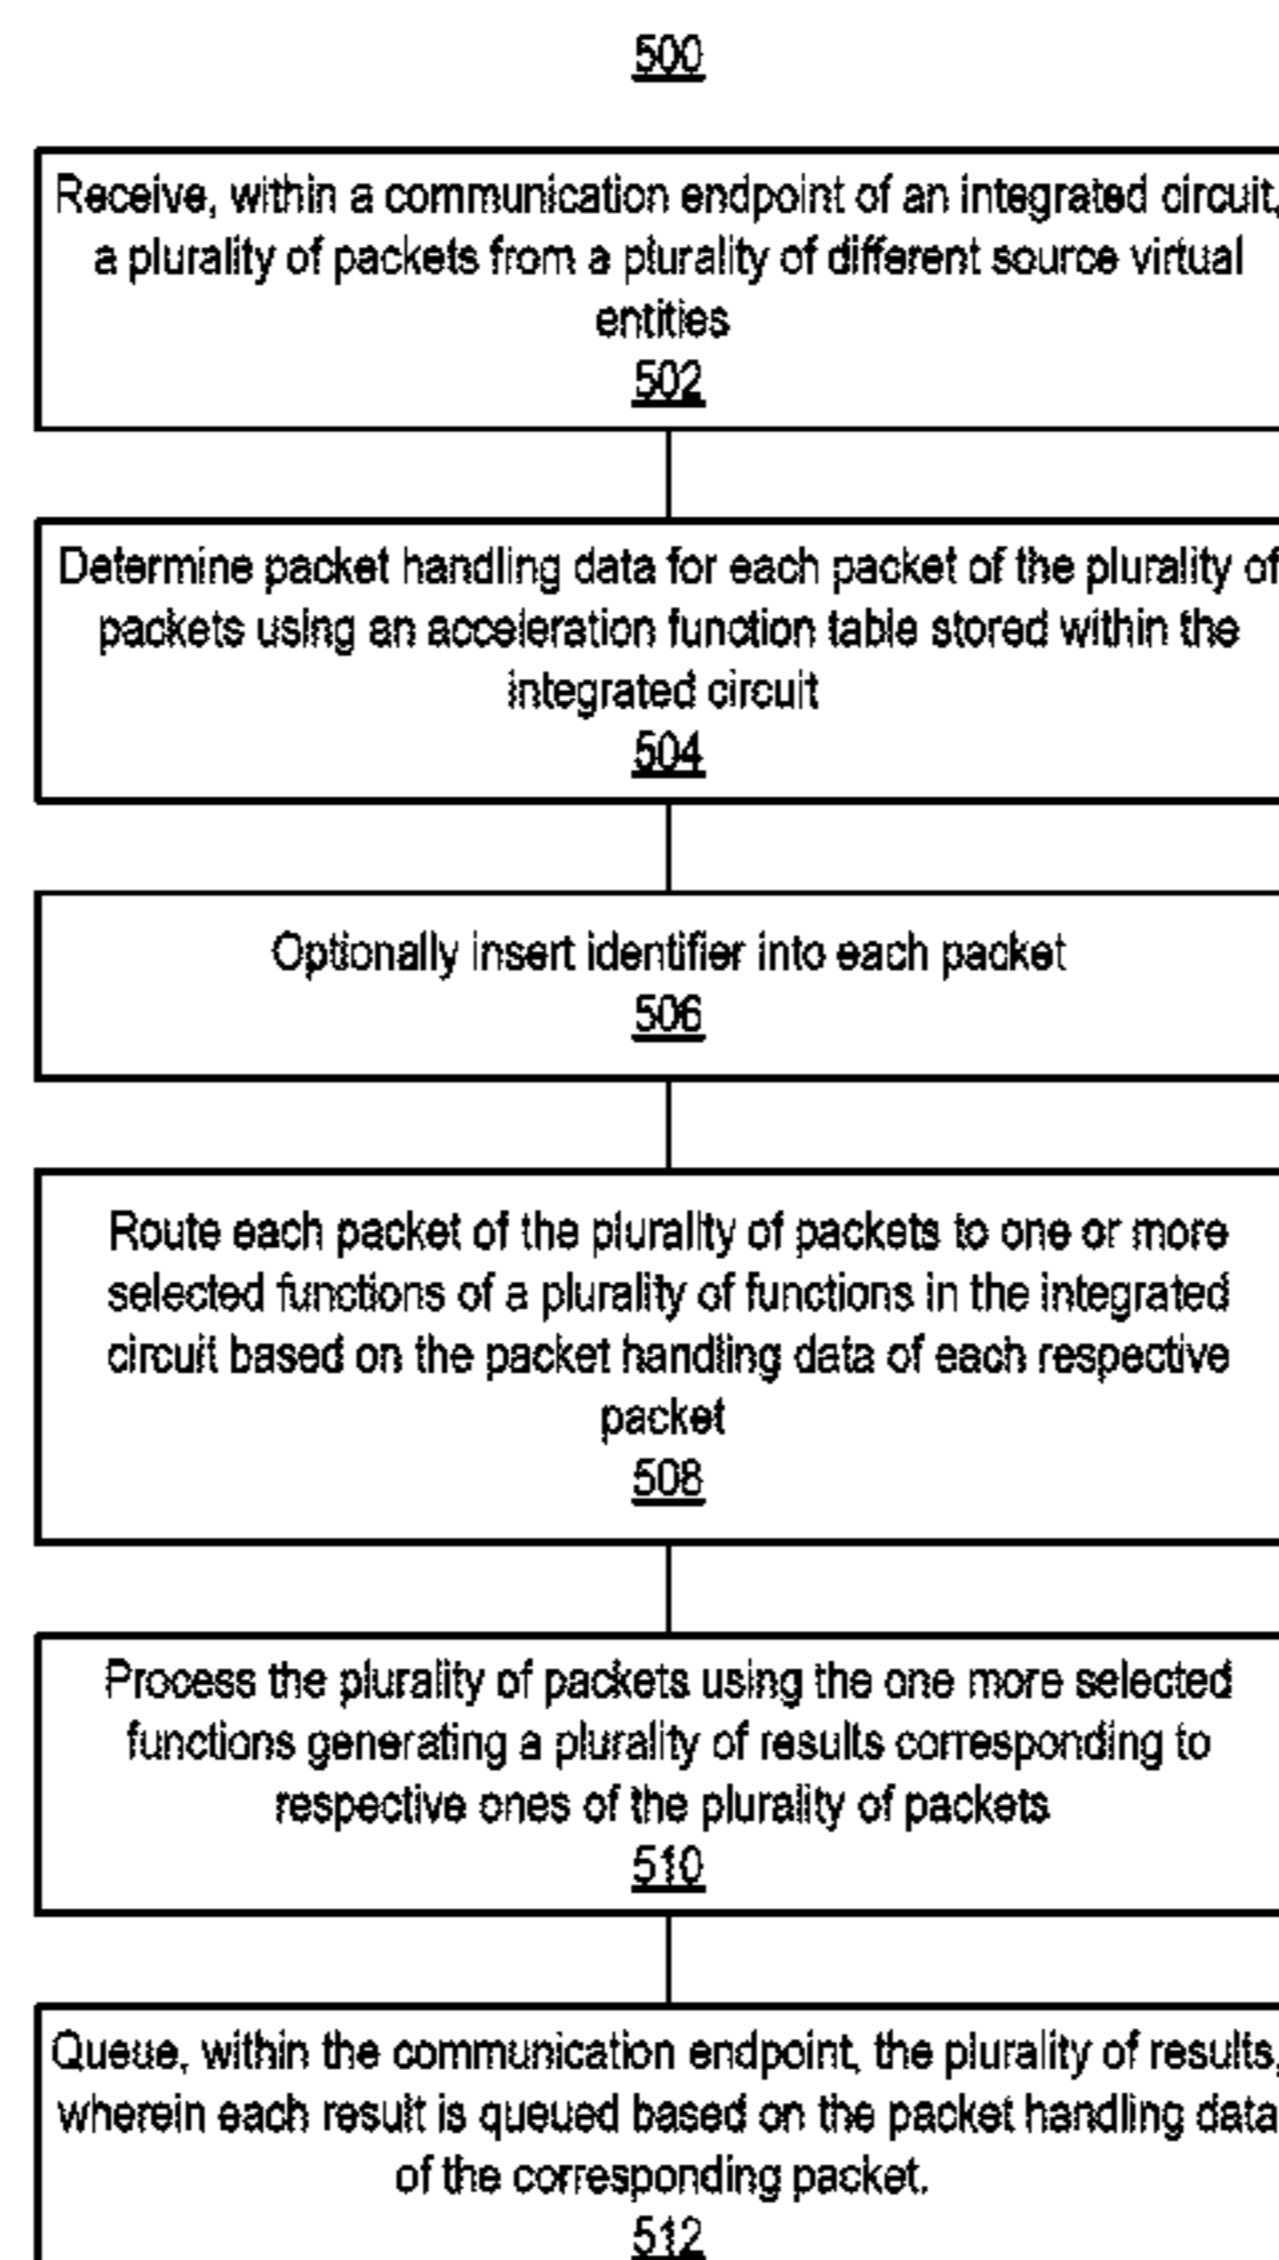 500
Receive, within a communication endpoint of an integrated circuit,
a plurality of packets from a plurality of different source virtual
entities
502
Determine packet handling data for each packet of the plurality of
packets using an acceleration function table stored within the
integrated circuit
504
Optionally insert identifier into each packet
506
Route each packet of the plurality of packets to one or more
selected functions of a plurality of functions in the integrated
circuit based on the packet handling data of each respective
packet
508
Process the plurality of packets using the one more selected
functions generating a plurality of results corresponding to
respective ones of the plurality of packets
510
Queue, within the communication endpoint, the plurality of results,
wherein each result is queued based on the packet handling data
of the corresponding packet.
512